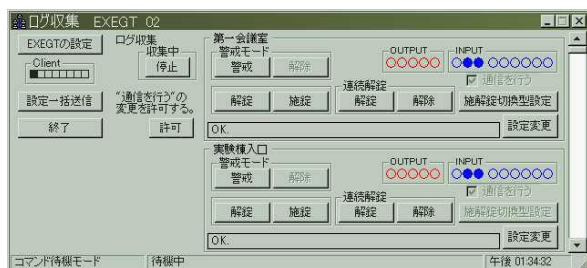 ログ収集 EXEGT 02
EXEGTの設定
Client
設定一括送信
終了
ログ収集
収集中
停止
"通信を行う"の
変更を許可する。
許可
第一会議室
警戒モード
警戒 解除
OUTPUT INPUT
通信を行う
連続解錠
解錠 施錠 解錠 解除 施解錠切換型設定
OK. 設定変更
実験棟入口
警戒モード
警戒 解除
OUTPUT INPUT
通信を行う
連続解錠
解錠 施錠 解錠 解除 施解錠切換型設定
OK. 設定変更
コマンド待機モード 待機中 午後 01:34:32